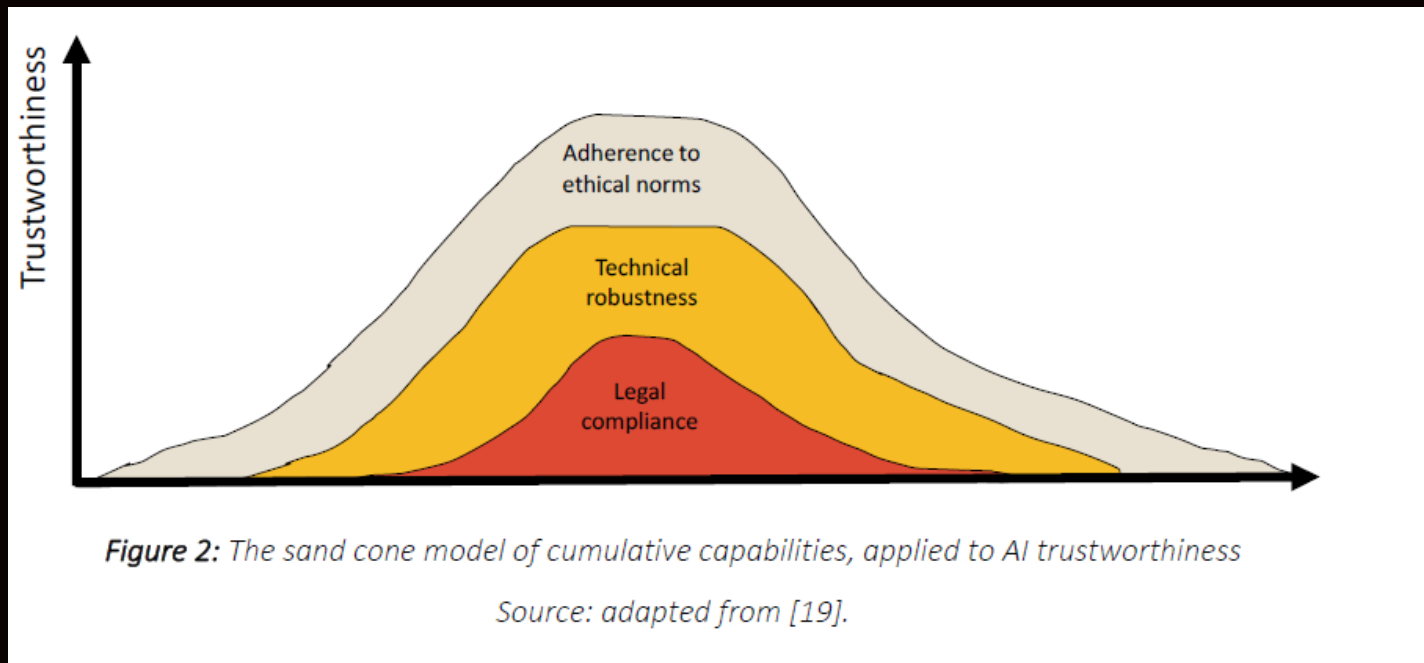 Trustworthiness
Adherence to
ethical norms
Technical
robustness
Legal
compliance
Figure 2: The sand cone model of cumulative capabilities, applied to AI trustworthiness
Source: adapted from [19].